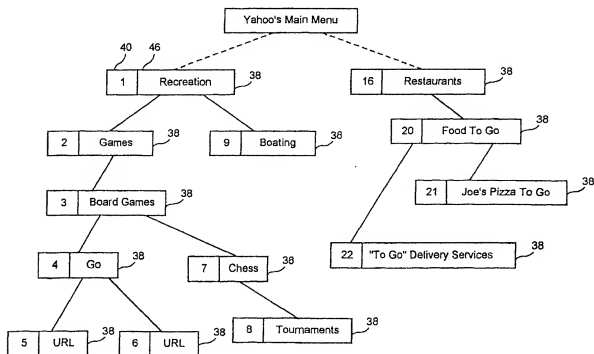 Yahoo's Main Menu
40 46
1 Recreation 38
16 Restaurants 38
2 Games 38
9 Boating 38
20 Food To Go 38
3 Board Games 38
21 Joe's Pizza To Go 38
4 Go 38
7 Chess 38
22 "To Go" Delivery Services 38
5 URL 38
6 URL 38
8 Tournaments 38